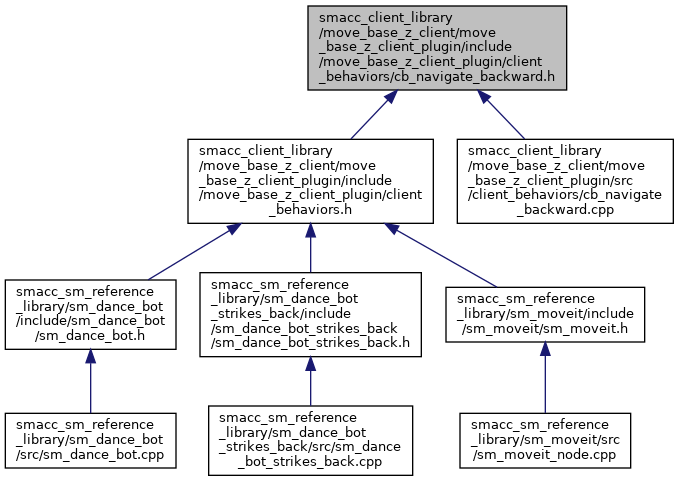 smacc_client_library
/move_base_z_client/move
_base_z_client_plugin/include
/move_base_z_client_plugin/client
_behaviors/cb_navigate_backward.h
smacc_client_library
/move_base_z_client/move
_base_z_client_plugin/include
/move_base_z_client_plugin/client
_behaviors.h
smacc_client_library
/move_base_z_client/move
_base_z_client_plugin/src
/client_behaviors/cb_navigate
_backward.cpp
smacc_sm_reference
_library/sm_dance_bot
/include/sm_dance_bot
/sm_dance_bot.h
smacc_sm_reference
_library/sm_dance_bot
_strikes_back/include
/sm_dance_bot_strikes_back
/sm_dance_bot_strikes_back.h
smacc_sm_reference
_library/sm_moveit/include
/sm_moveit/sm_moveit.h
smacc_sm_reference
_library/sm_dance_bot
/src/sm_dance_bot.cpp
smacc_sm_reference
_library/sm_dance_bot
_strikes_back/src/sm_dance
_bot_strikes_back.cpp
smacc_sm_reference
_library/sm_moveit/src
/sm_moveit_node.cpp